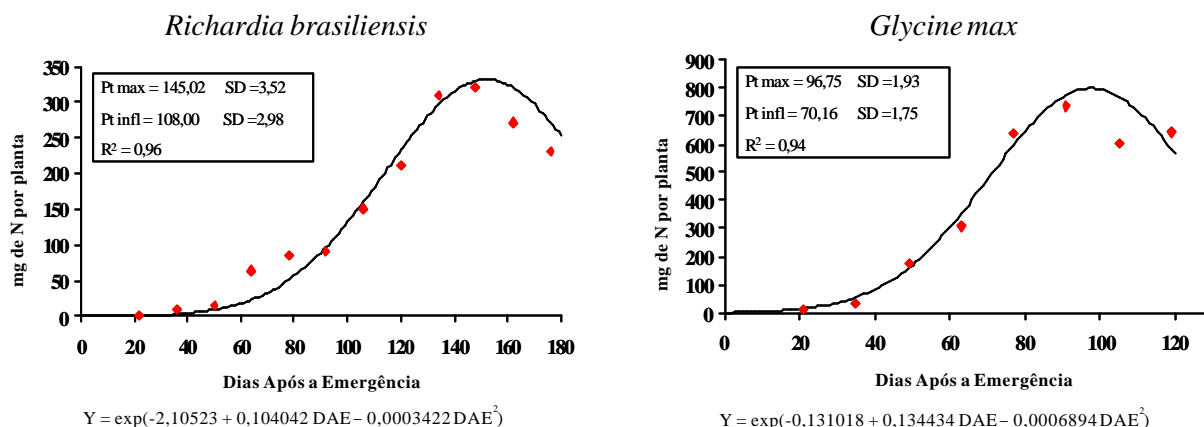 Richardia brasiliensis
350
300
250
200
150
100
50
0
mg de N por planta
Pt max = 145,02 SD =3,52
Pt infl = 108,00 SD =2,98
R² = 0,96
0 20 40 60 80 100 120 140 160 180
Dias Após a Emergência
Y = exp(-2,10523 + 0,104042 DAE – 0,0003422 DAE²)
Glycine max
900
800
700
600
500
400
300
200
100
0
mg de N por planta
Pt max = 96,75 SD =1,93
Pt infl = 70,16 SD =1,75
R² = 0,94
0 20 40 60 80 100 120
Dias Após a Emergência
Y = exp(-0,131018 + 0,134434 DAE – 0,0006894 DAE²)